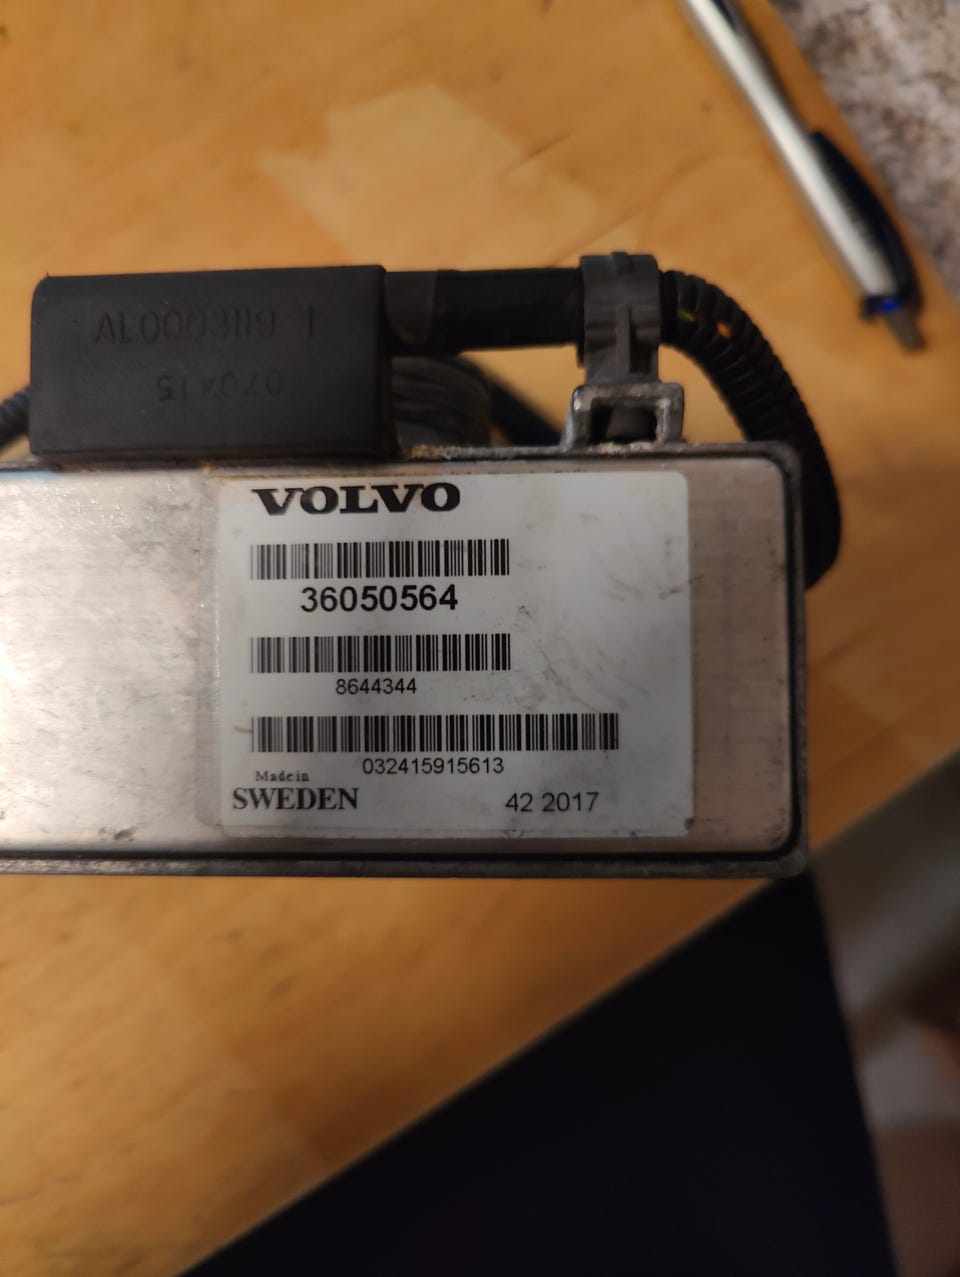 AL0003119 1
070415
VOLVO
36050564
8644344
032415915613
Made in
SWEDEN
42 2017